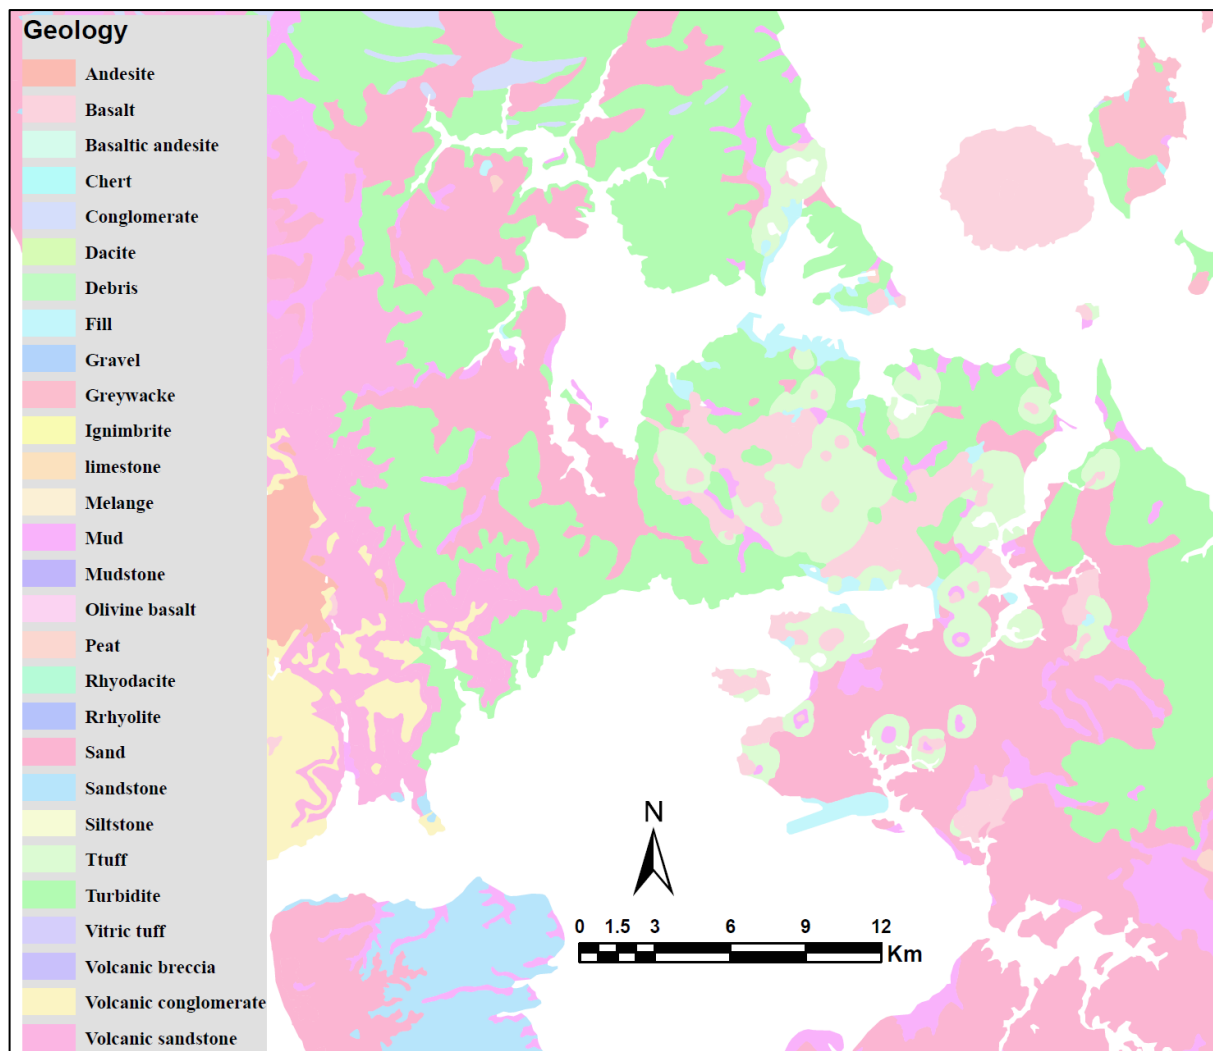 Geology
Andesite
Basalt
Basaltic andesite
Chert
Conglomerate
Dacite
Debris
Fill
Gravel
Greywacke
Ignimbrite
limestone
Melange
Mud
Mudstone
Olivine basalt
Peat
Rhyodacite
Rrhyolite
Sand
Sandstone
Siltstone
Ttuff
Turbidite
Vitric tuff
Volcanic breccia
Volcanic conglomerate
Volcanic sandstone
N
0 1.5 3 6 9 12
Km